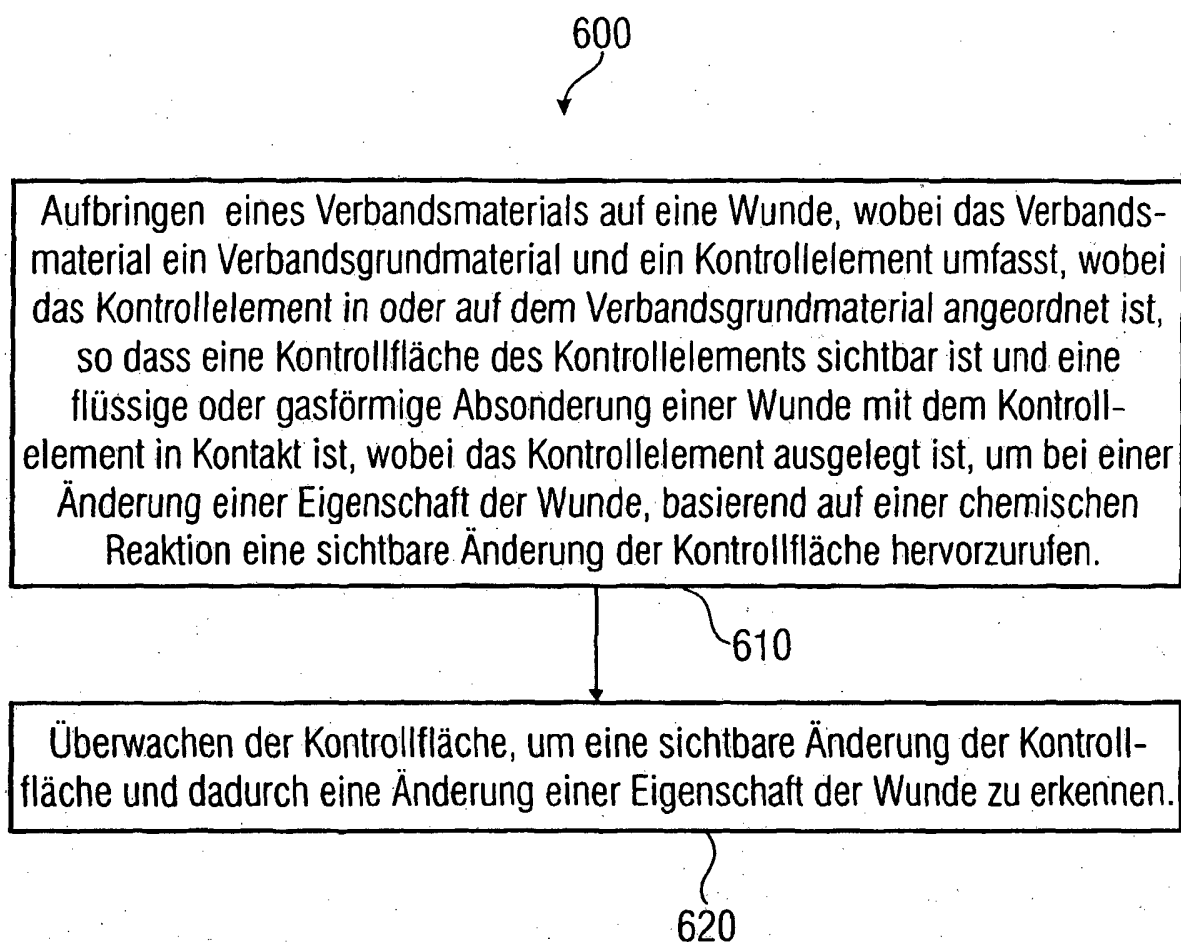 600
Aufbringen eines Verbandsmaterials auf eine Wunde, wobei das Verbands-
material ein Verbandsgrundmaterial und ein Kontrollelement umfasst, wobei
das Kontrollelement in oder auf dem Verbandsgrundmaterial angeordnet ist,
so dass eine Kontrollfläche des Kontrollelements sichtbar ist und eine
flüssige oder gasförmige Absonderung einer Wunde mit dem Kontroll-
element in Kontakt ist, wobei das Kontrollelement ausgelegt ist, um bei einer
Änderung einer Eigenschaft der Wunde, basierend auf einer chemischen
Reaktion eine sichtbare Änderung der Kontrollfläche hervorzurufen.
610
Überwachen der Kontrollfläche, um eine sichtbare Änderung der Kontroll-
fläche und dadurch eine Änderung einer Eigenschaft der Wunde zu erkennen.
620